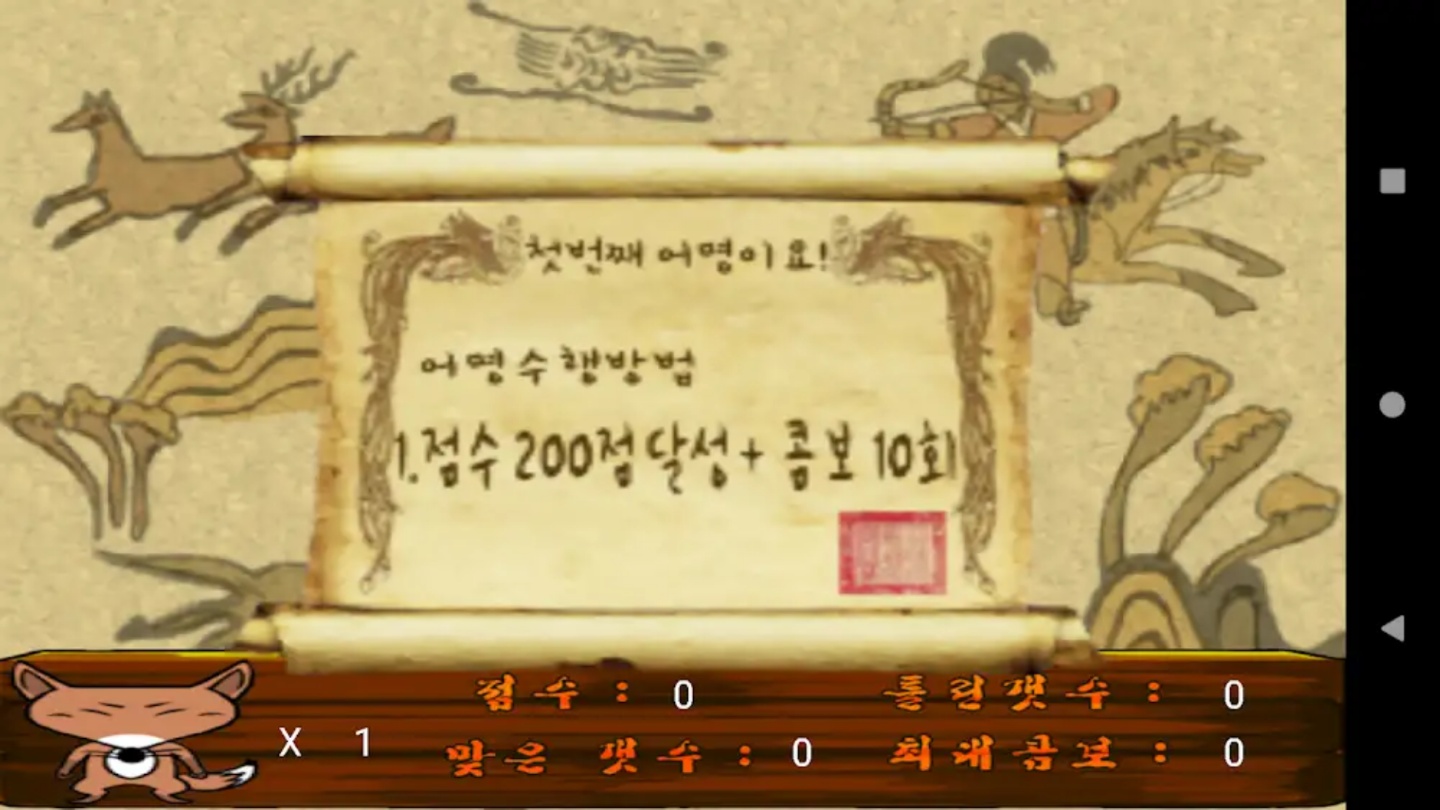 첫번째 어명이요!
어명수행방법
1.점수 200점달성+ 콤보 10회
점수 : 0
틀린갯수 : 0
X 1
맞은 갯수 : 0
최대콤보 : 0